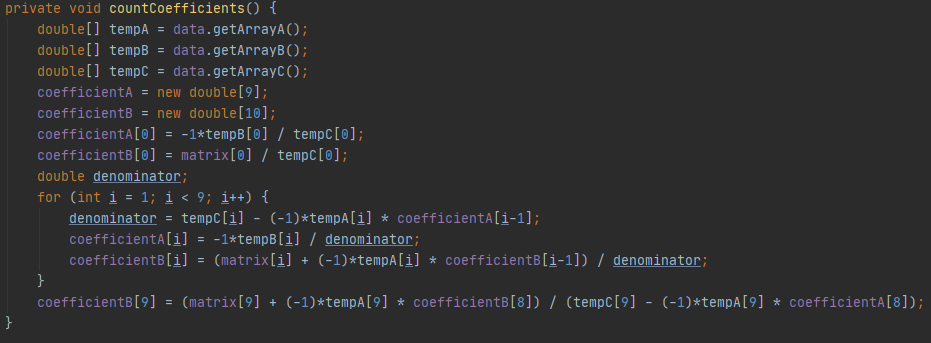 private void countCoefficients() {
    double[] tempA = data.getArrayA();
    double[] tempB = data.getArrayB();
    double[] tempC = data.getArrayC();
    coefficientA = new double[9];
    coefficientB = new double[10];
    coefficientA[0] = -1*tempB[0] / tempC[0];
    coefficientB[0] = matrix[0] / tempC[0];
    double denominator;
    for (int i = 1; i < 9; i++) {
        denominator = tempC[i] - (-1)*tempA[i] * coefficientA[i-1];
        coefficientA[i] = -1*tempB[i] / denominator;
        coefficientB[i] = (matrix[i] + (-1)*tempA[i] * coefficientB[i-1]) / denominator;
    }
    coefficientB[9] = (matrix[9] + (-1)*tempA[9] * coefficientB[8]) / (tempC[9] - (-1)*tempA[9] * coefficientA[8]);
}